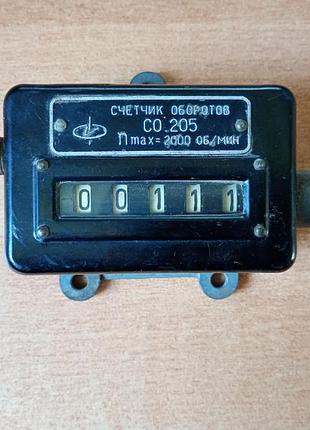 СЧЕТЧИК ОБОРОТОВ
СО.205
n max = 2000 ОБ/МИН
00111